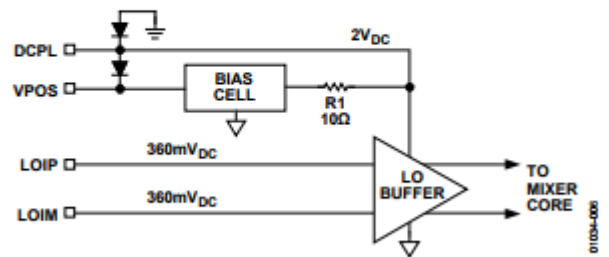 DCPL
2VDC
VPOS
BIAS
CELL
R1
10Ω
LOIP
360mVDC
LO
BUFFER
TO
MIXER
CORE
LOIM
360mVDC
01034-006